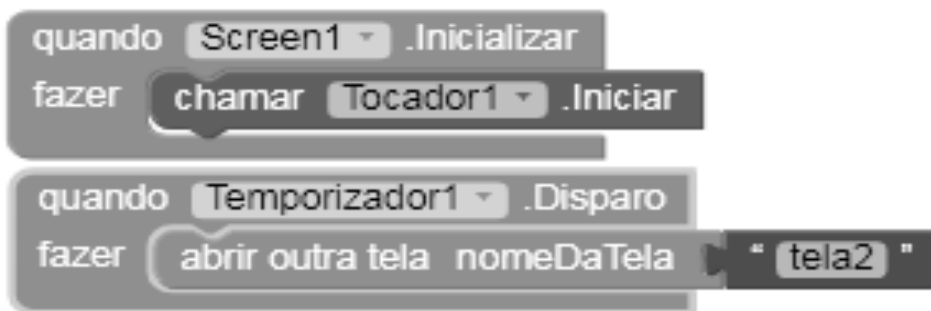 quando Screen1 .Inicializar
fazer chamar Tocador1 .Iniciar
quando Temporizador1 .Disparo
fazer abrir outra tela nomeDaTela “ tela2 ”